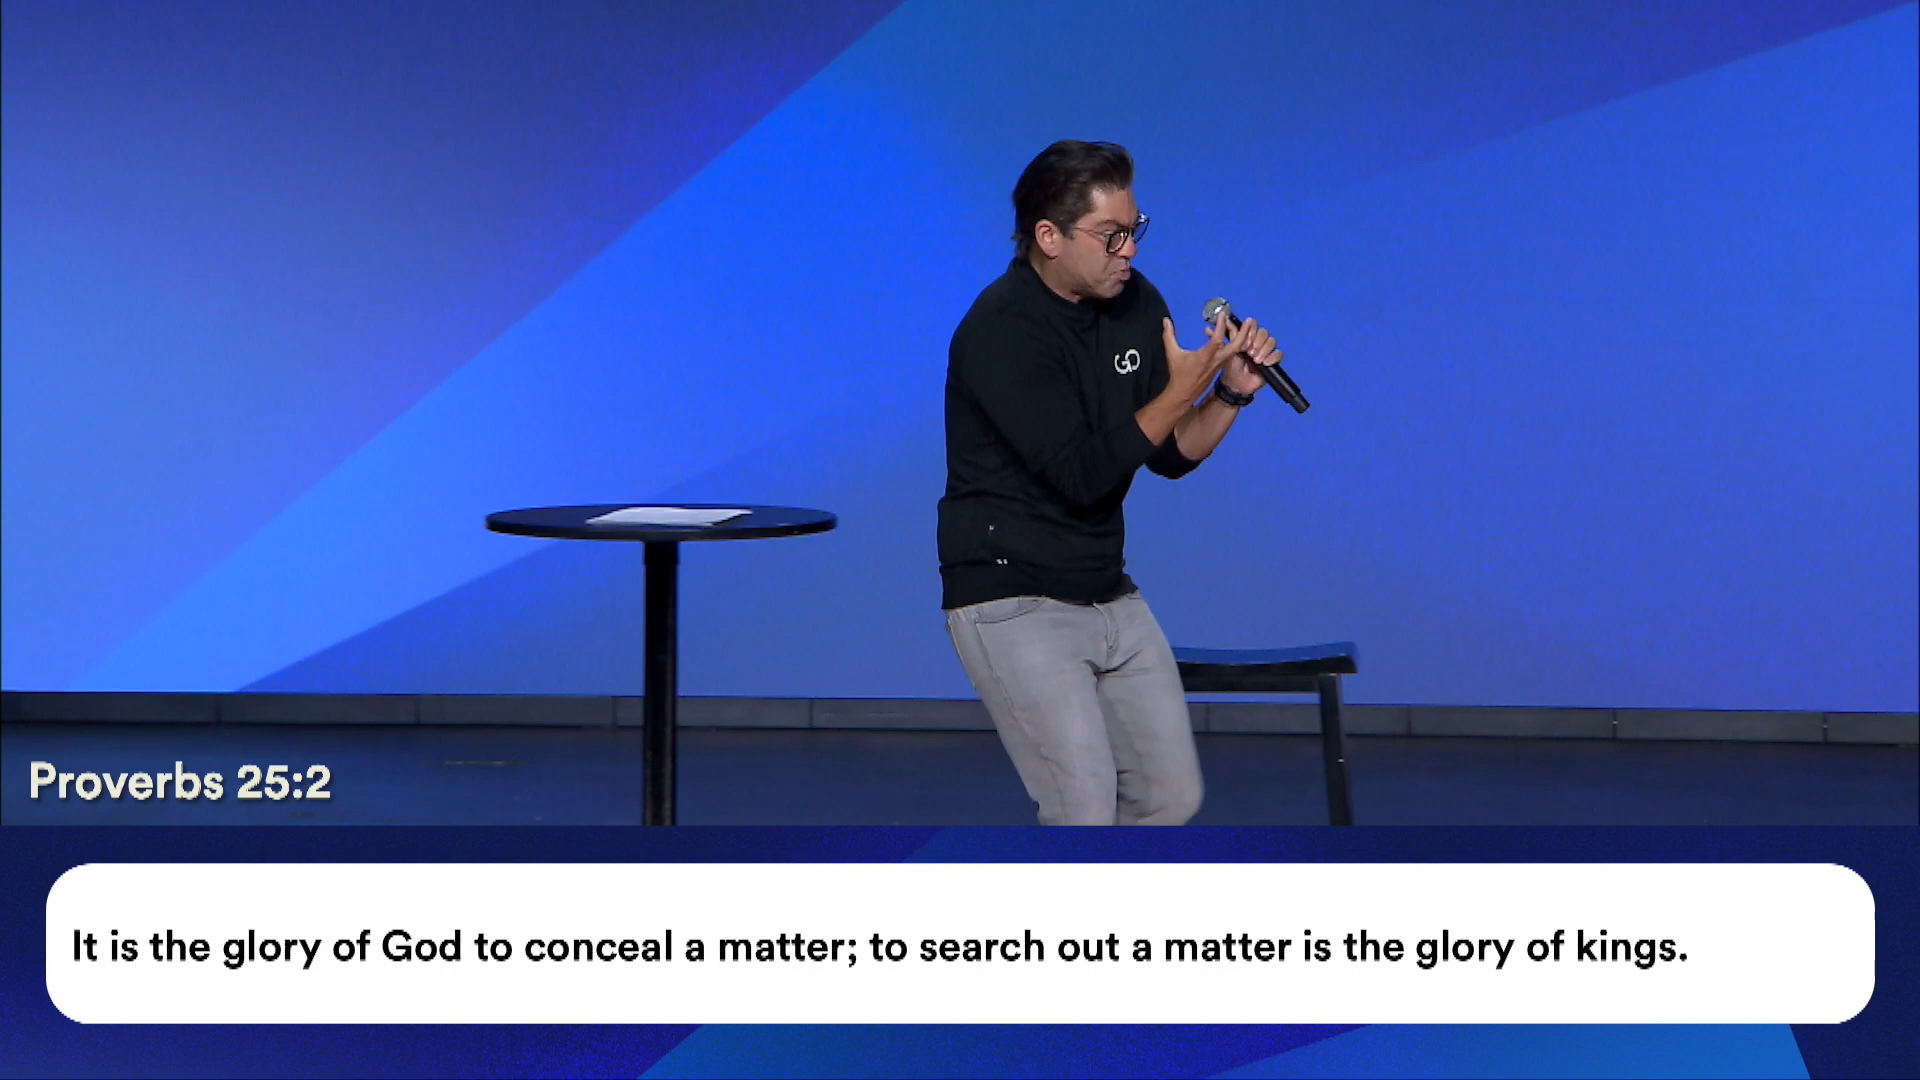 GO
Proverbs 25:2
It is the glory of God to conceal a matter; to search out a matter is the glory of kings.